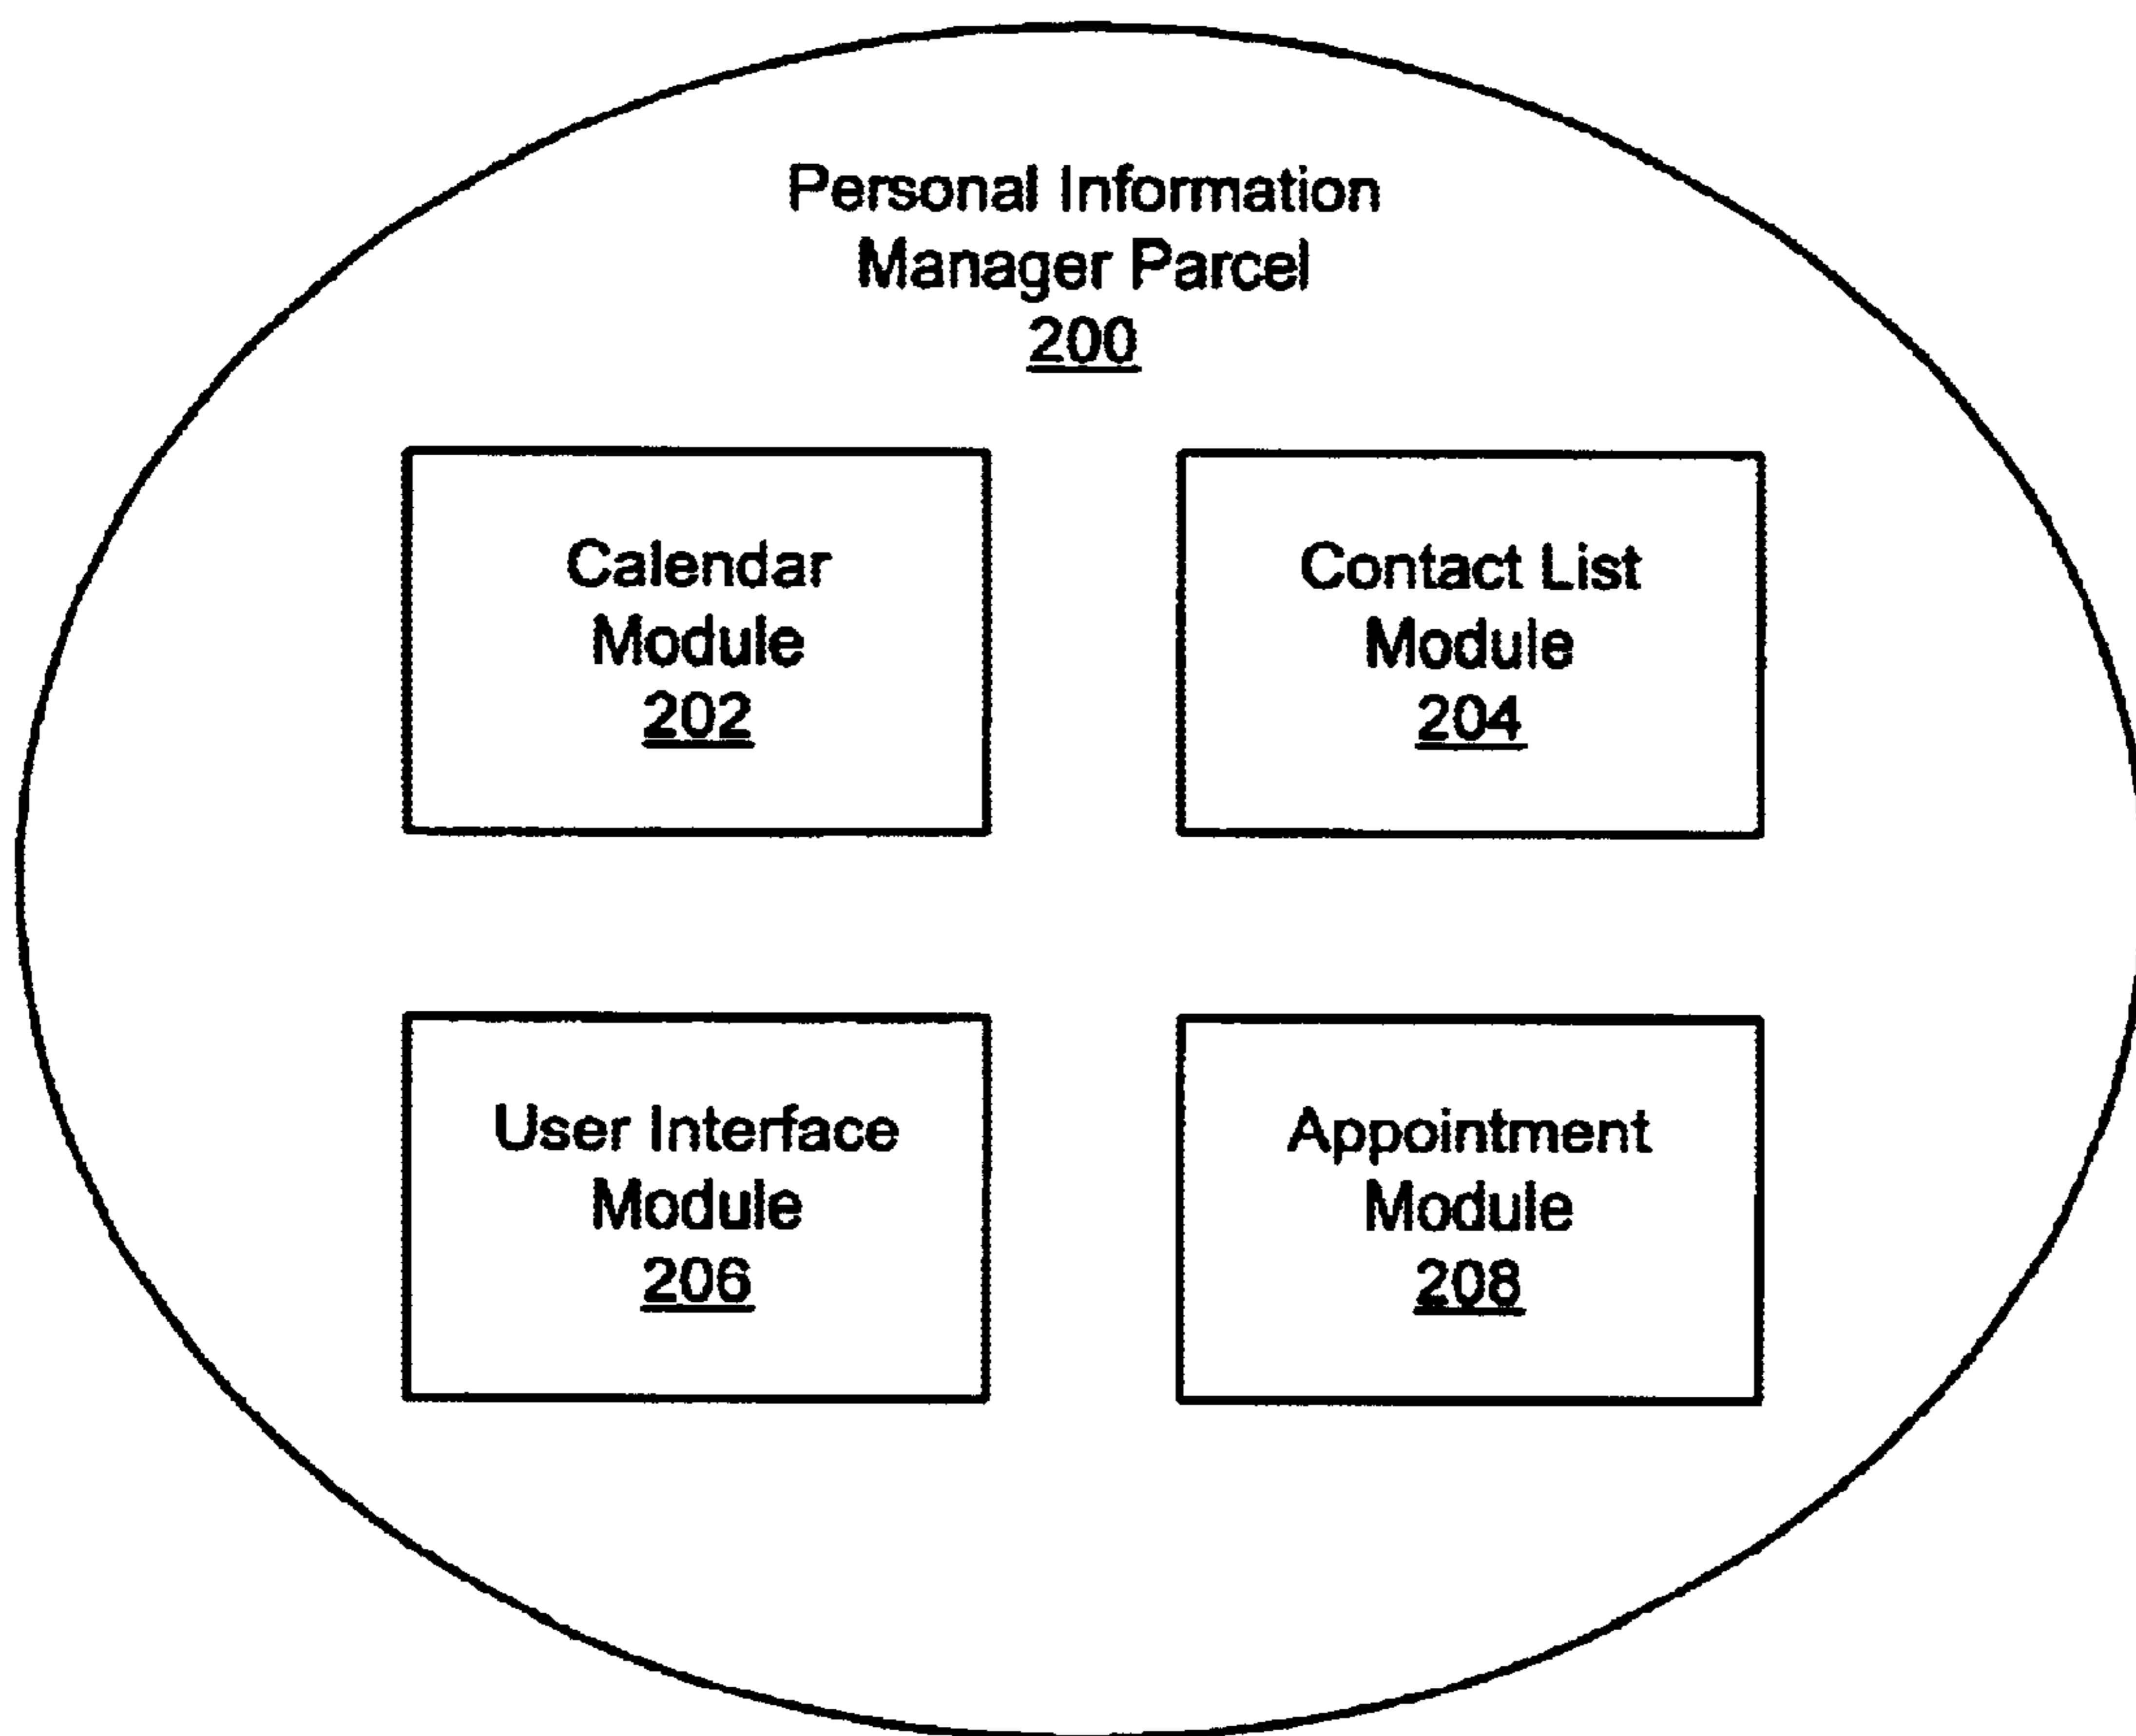 Personal Information
Manager Parcel
200
Calendar
Module
202
Contact List
Module
204
User Interface
Module
206
Appointment
Module
208